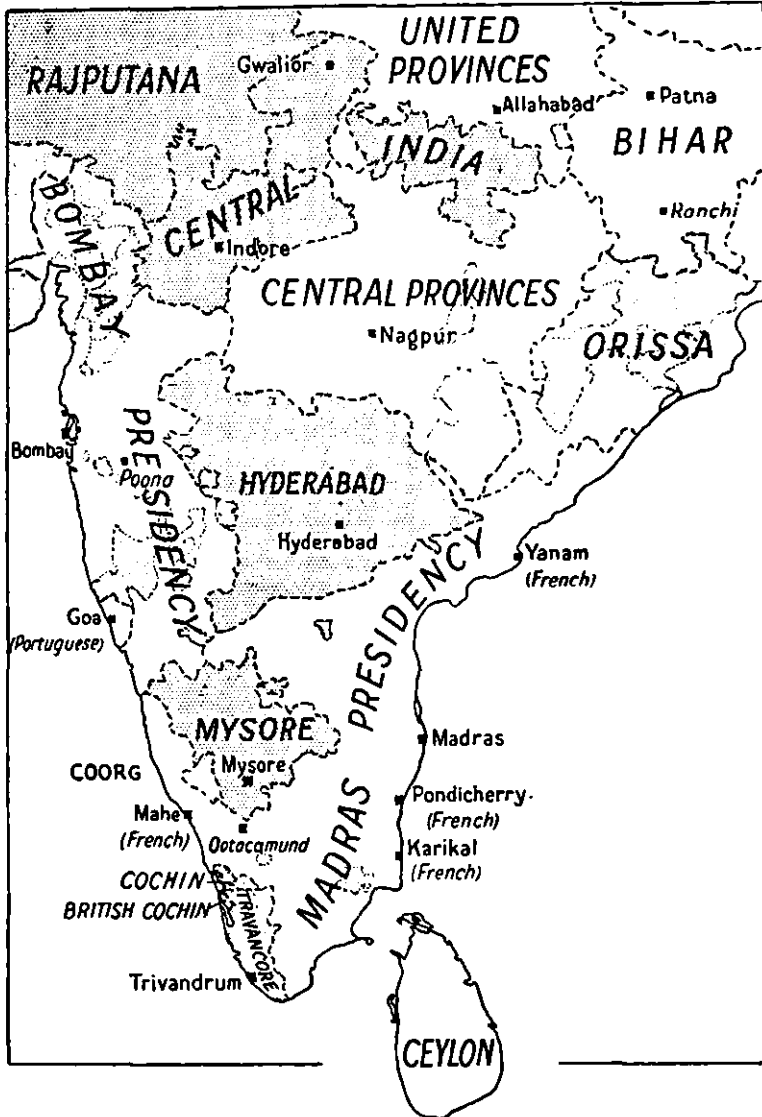 UNITED
PROVINCES
RAJPUTANA
Gwalior
Allahabad
Patna
BIHAR
INDIA
Ranchi
BOMBAY
CENTRAL
Indore
CENTRAL PROVINCES
Nagpur
ORISSA
PRESIDENCY
Bombay
Poona
HYDERABAD
Hyderabad
Yanam
(French)
Goa
(Portuguese)
MADRAS PRESIDENCY
MYSORE
Mysore
Madras
COORG
Mahe
(French)
Ootacamund
Pondicherry.
(French)
Karikal
(French)
COCHIN
BRITISH COCHIN
TRAVANCORE
Trivandrum
CEYLON